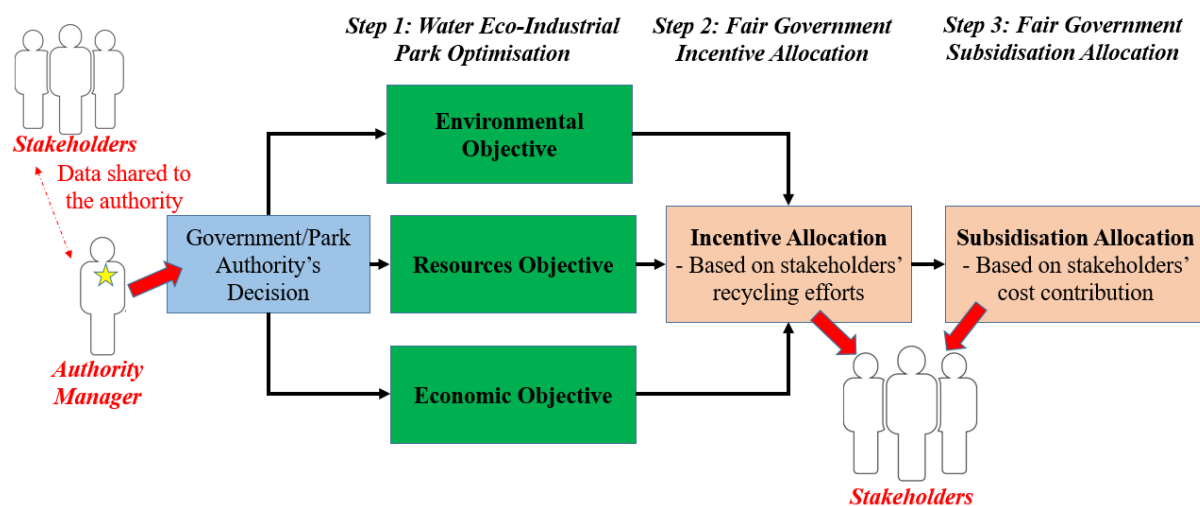 Step 1: Water Eco-Industrial
Park Optimisation
Step 2: Fair Government
Incentive Allocation
Step 3: Fair Government
Subsidisation Allocation
Stakeholders
Data shared to
the authority
Authority
Manager
Government/Park
Authority's
Decision
Environmental
Objective
Resources Objective
Economic Objective
Incentive Allocation
- Based on stakeholders'
recycling efforts
Subsidisation Allocation
- Based on stakeholders'
cost contribution
Stakeholders